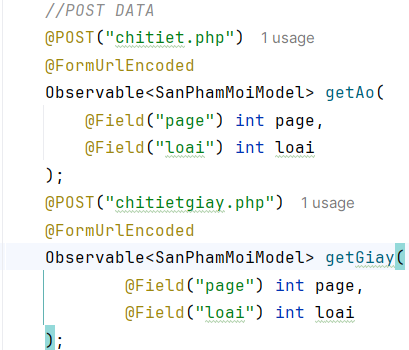 //POST DATA
@POST("chitiet.php") 1 usage
@FormUrlEncoded
Observable<SanPhamMoiModel> getAo(
@Field("page") int page,
@Field("loai") int loai
);
@POST("chitietgiay.php") 1 usage
@FormUrlEncoded
Observable<SanPhamMoiModel> getGiay(
@Field("page") int page,
@Field("loai") int loai
);